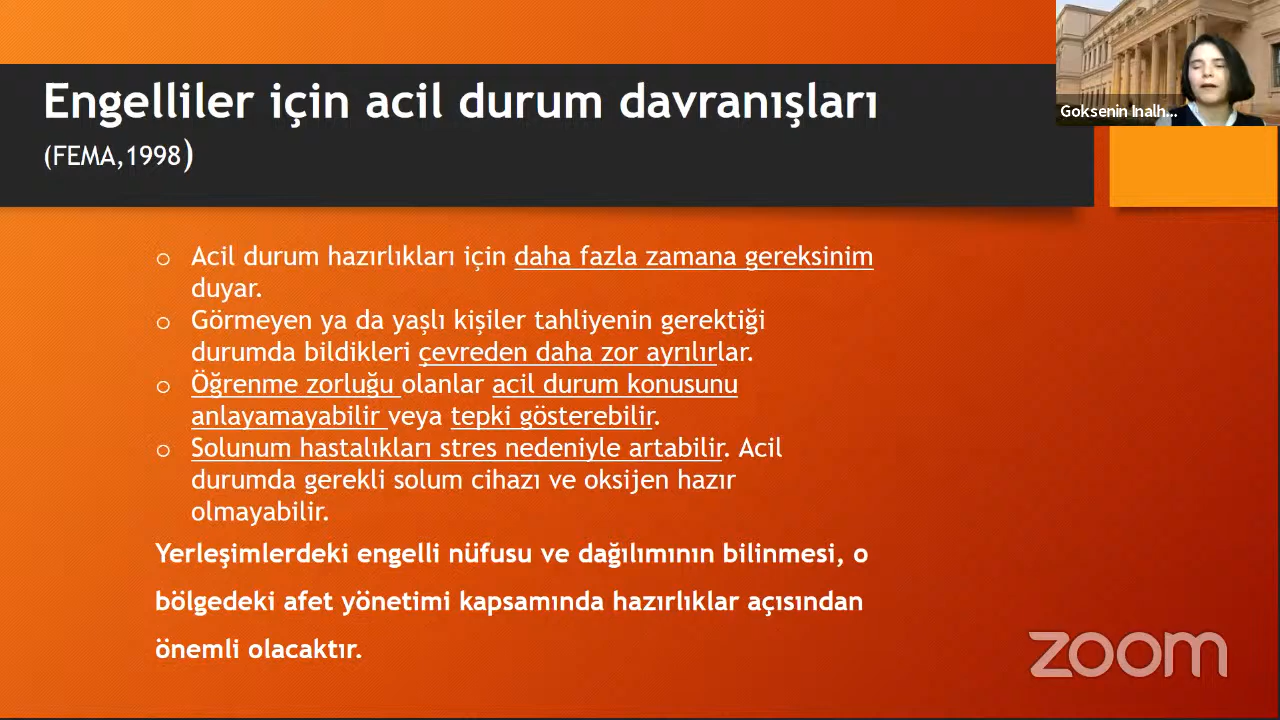 Engelliler için acil durum davranışları
(FEMA,1998)
Goksenin Inalh...
o Acil durum hazırlıkları için daha fazla zamana gereksinim
duyar.
o Görmeyen ya da yaşlı kişiler tahliyenin gerektiği
durumda bildikleri çevreden daha zor ayrılırlar.
o Öğrenme zorluğu olanlar acil durum konusunu
anlayamayabilir veya tepki gösterebilir.
o Solunum hastalıkları stres nedeniyle artabilir. Acil
durumda gerekli solum cihazı ve oksijen hazır
olmayabilir.
Yerleşimlerdeki engelli nüfusu ve dağılımının bilinmesi, o
bölgedeki afet yönetimi kapsamında hazırlıklar açısından
önemli olacaktır.
zoom